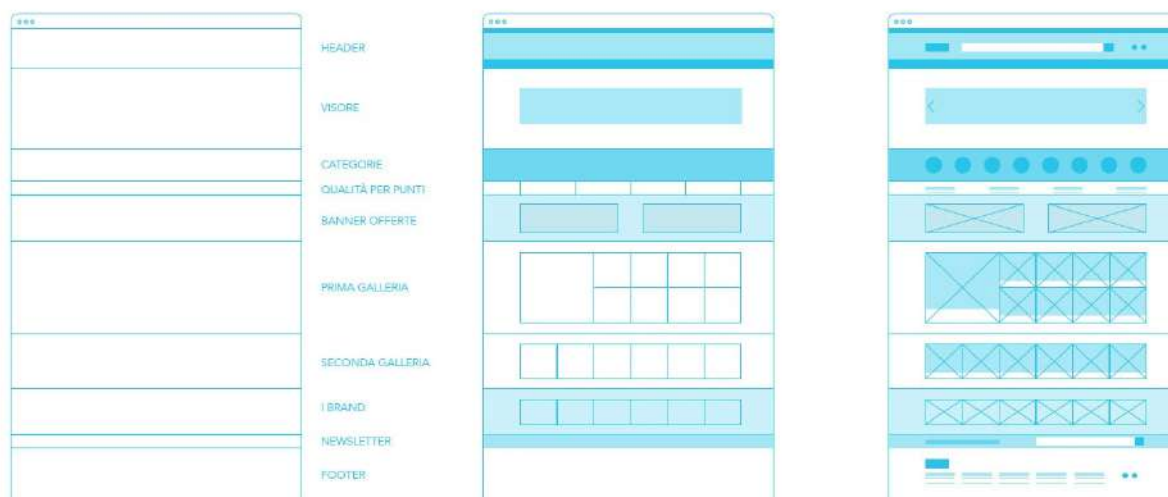 HEADER
VISORE
CATEGORIE
QUALITÀ PER PUNTI
BANNER OFFERTE
PRIMA GALLERIA
SECONDA GALLERIA
I BRAND
NEWSLETTER
FOOTER